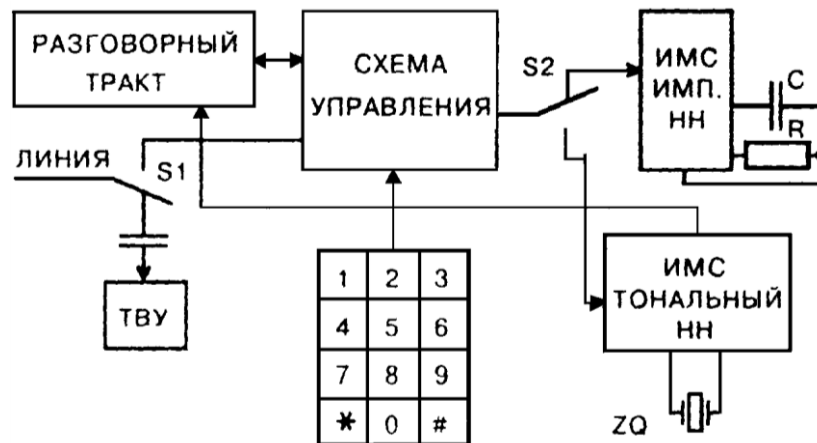 РАЗГОВОРНЫЙ
ТРАКТ
СХЕМА
УПРАВЛЕНИЯ
S2
ИМС
ИМП.
НН
C
R
ЛИНИЯ
S1
ТВУ
1 2 3
4 5 6
7 8 9
* 0 #
ИМС
ТОНАЛЬНЫЙ
НН
ZQ